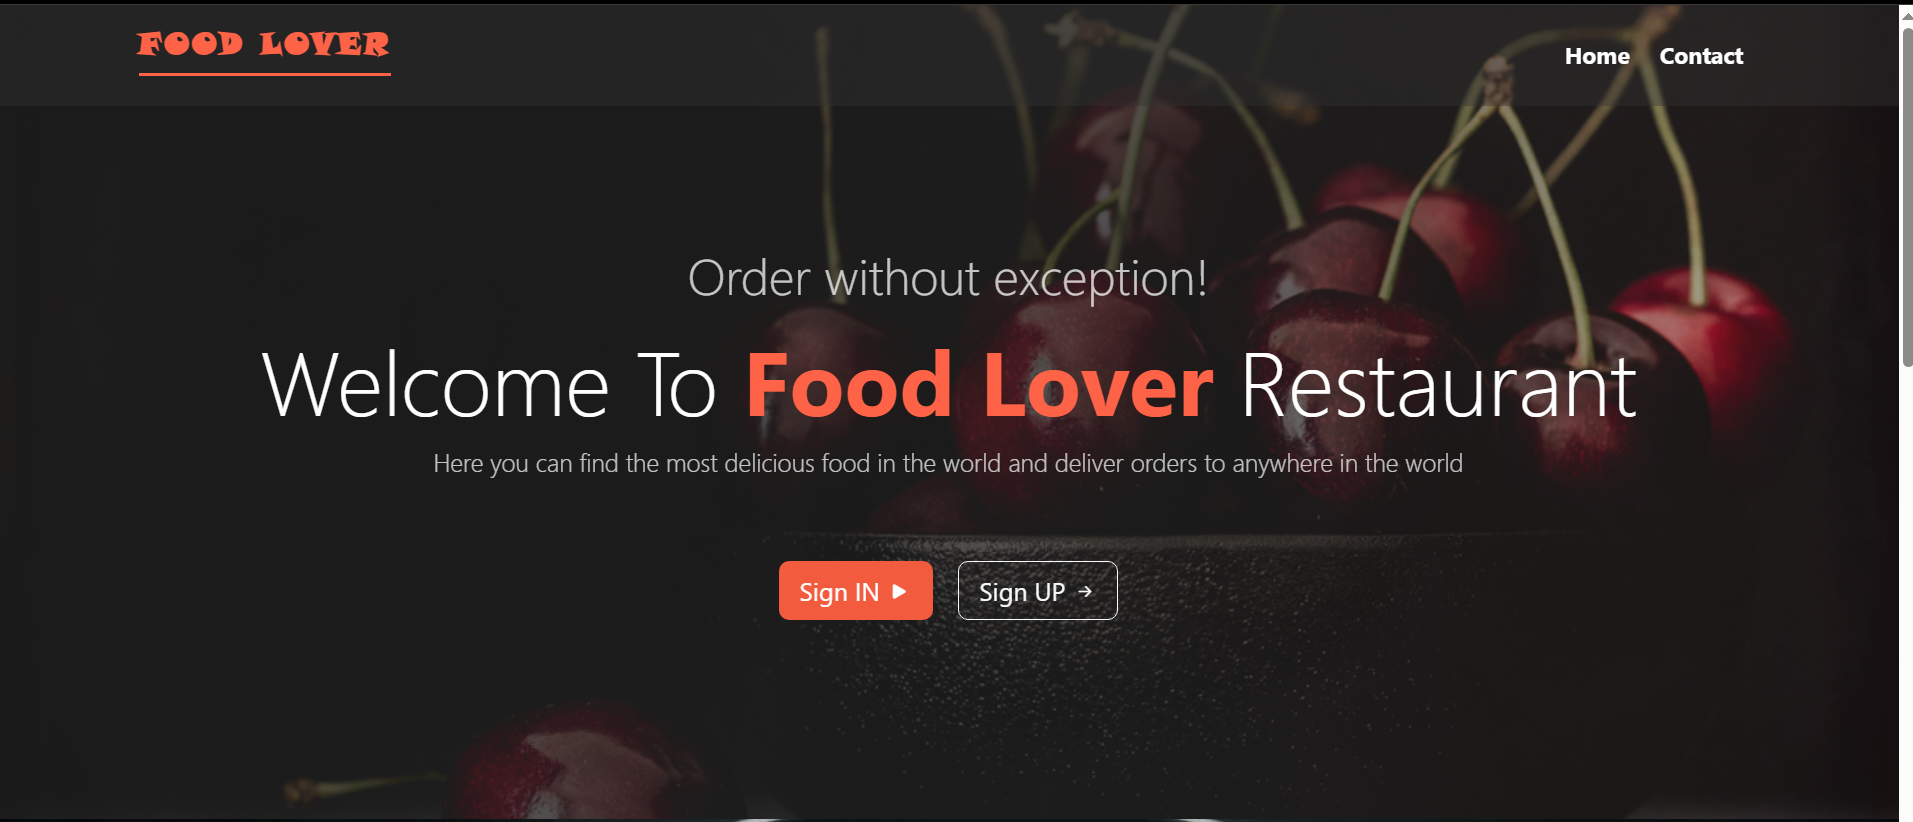 FOOD LOVER
Home Contact
Order without exception!
Welcome To Food Lover Restaurant
Here you can find the most delicious food in the world and deliver orders to anywhere in the world
Sign IN
Sign UP